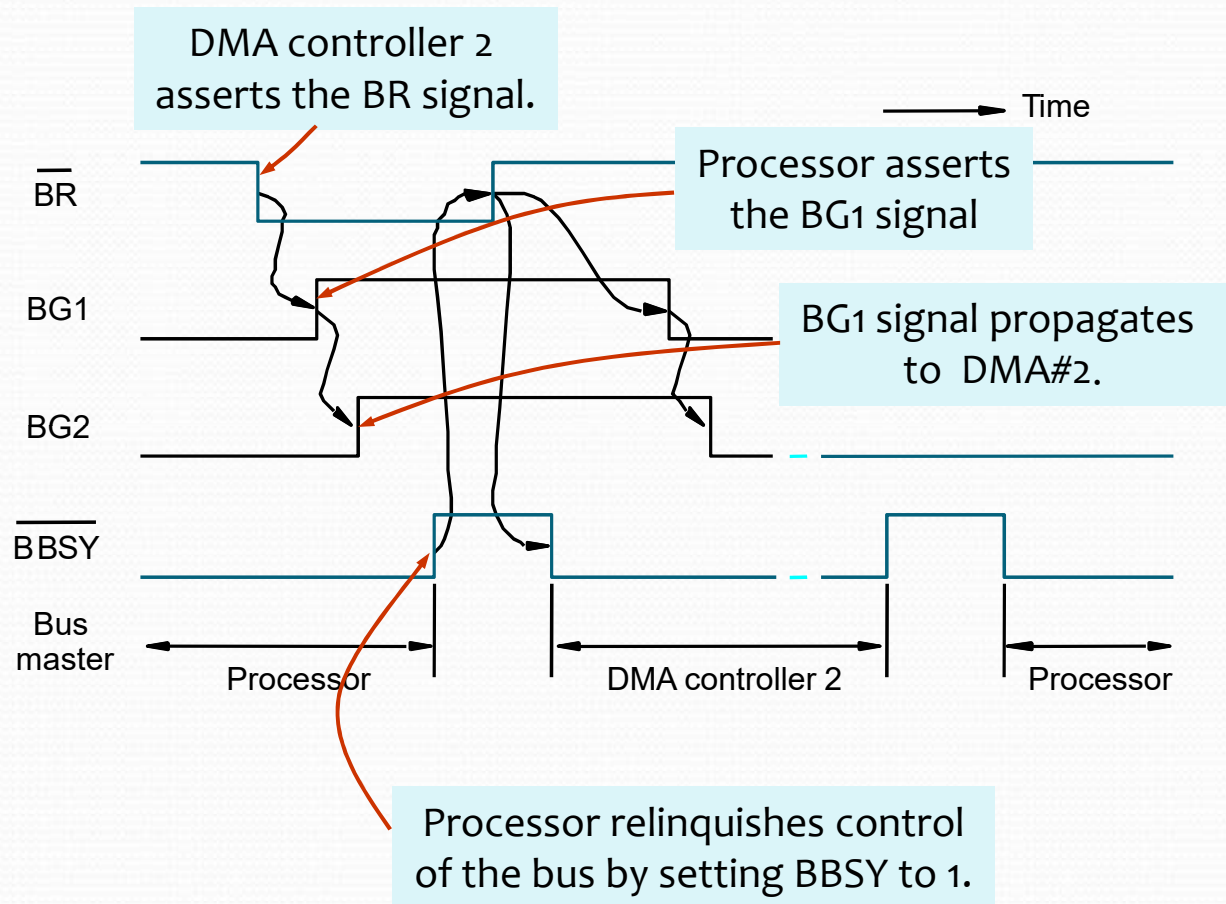 DMA controller 2
asserts the BR signal.
Time
BR
Processor asserts
the BG1 signal
BG1
BG1 signal propagates
to DMA#2.
BG2
BBSY
Bus
master
Processor
DMA controller 2
Processor
Processor relinquishes control
of the bus by setting BBSY to 1.